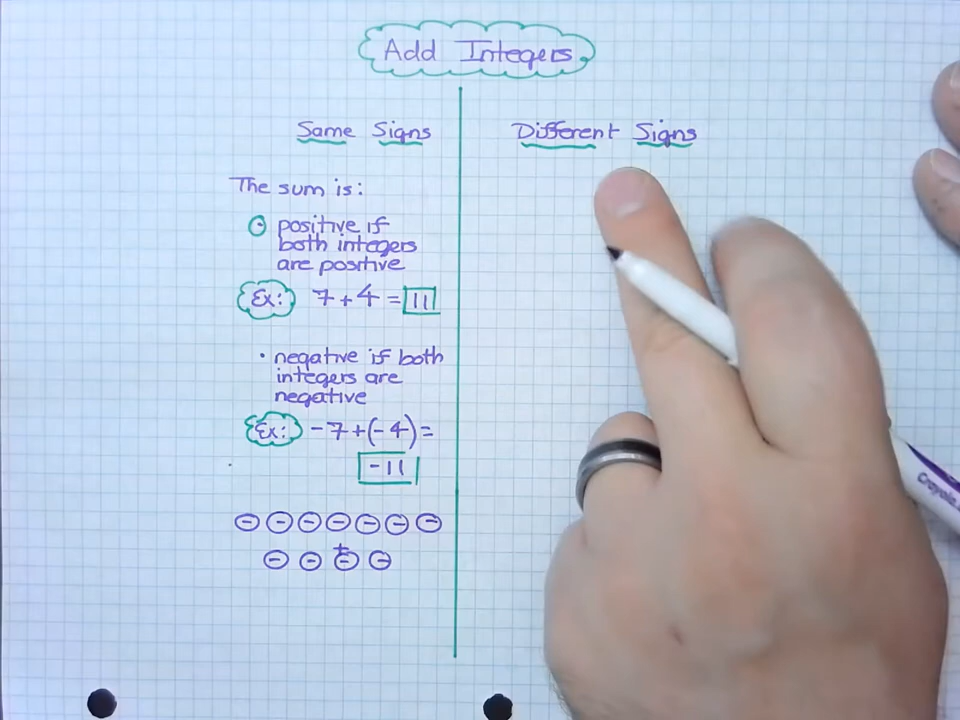 Add Integers
Same Signs
The sum is:
positive if
both integers
are positive
Ex: 7+4=11
• negative if both
integers are
negative
Ex: -7+(-4)=
-11
- - - - - - -
+
- - - -
Different Signs
Crayola